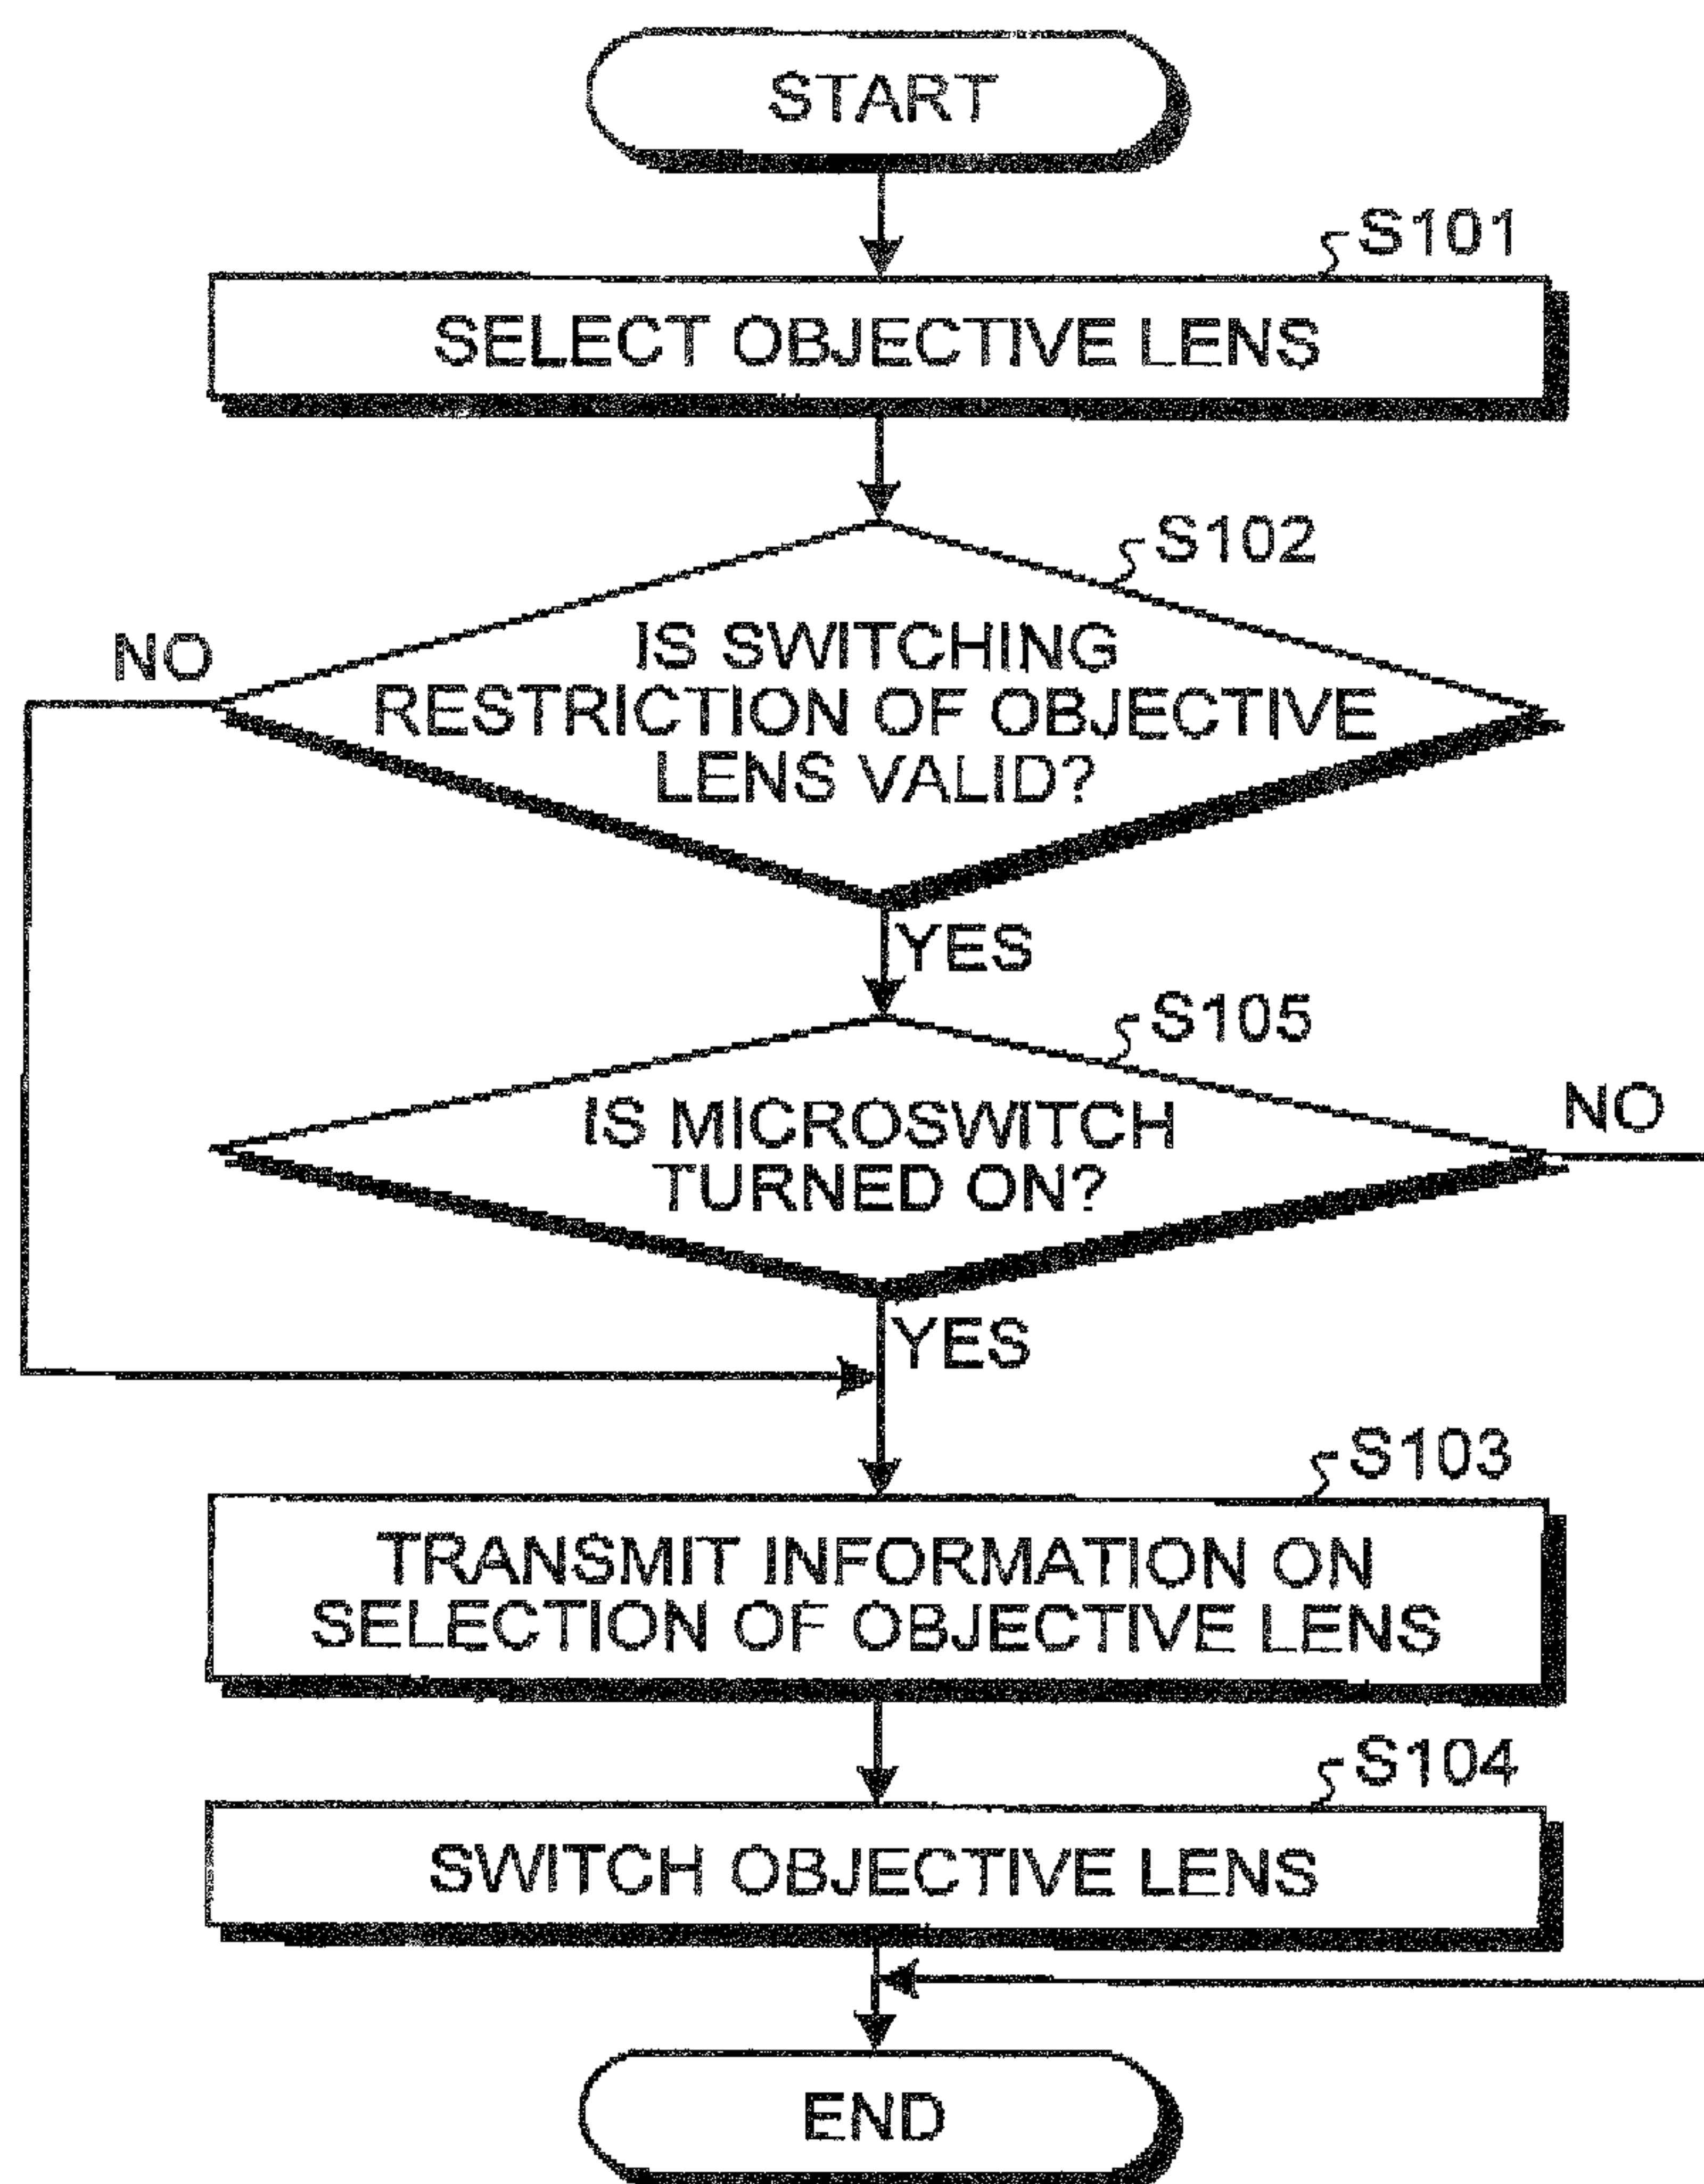 START
S101
SELECT OBJECTIVE LENS
S102
NO
IS SWITCHING
RESTRICTION OF OBJECTIVE
LENS VALID?
YES
S105
NO
IS MICROSWITCH
TURNED ON?
YES
S103
TRANSMIT INFORMATION ON
SELECTION OF OBJECTIVE LENS
S104
SWITCH OBJECTIVE LENS
END